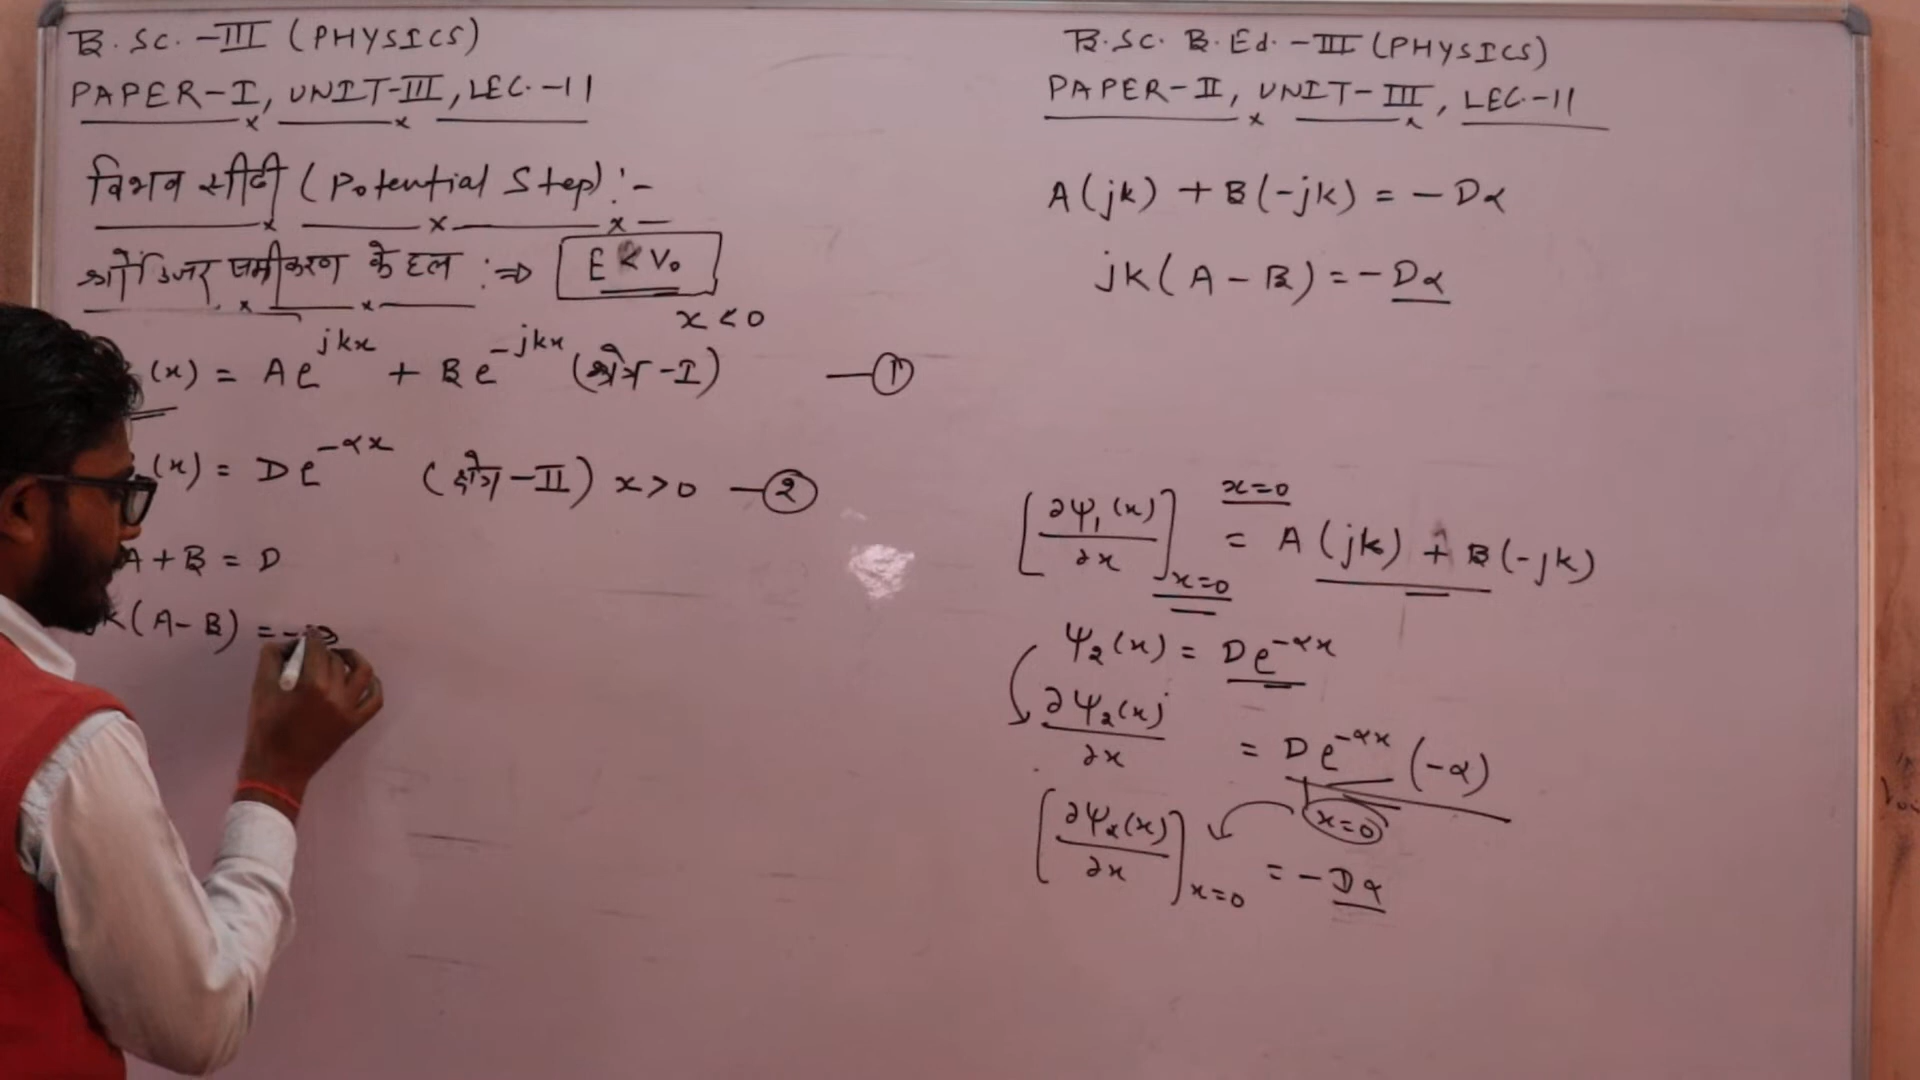 B.Sc. -III (PHYSICS)
PAPER-I, UNIT-III, LEC.-11
विभव सीढी (Potential Step) :-
श्रोडिंजर समीकरण के हल :⇒ E < V₀
x < 0
(x) = Ae^{jkx} + Be^{-jkx} (क्षेत्र-I) —①
(x) = De^{-αx} (क्षेत्र-II) x>0 —②
A + B = D
k(A-B) = -
B.Sc. B.Ed. -III (PHYSICS)
PAPER-II, UNIT-III, LEC.-11
A(jk) + B(-jk) = -Dα
jk(A - B) = -Dα
x=0
[∂ψ₁(x)/∂x]_{x=0} = A(jk) + B(-jk)
ψ₂(x) = De^{-αx}
∂ψ₂(x)/∂x = De^{-αx}(-α)
x=0
[∂ψ₂(x)/∂x]_{x=0} = -Dα